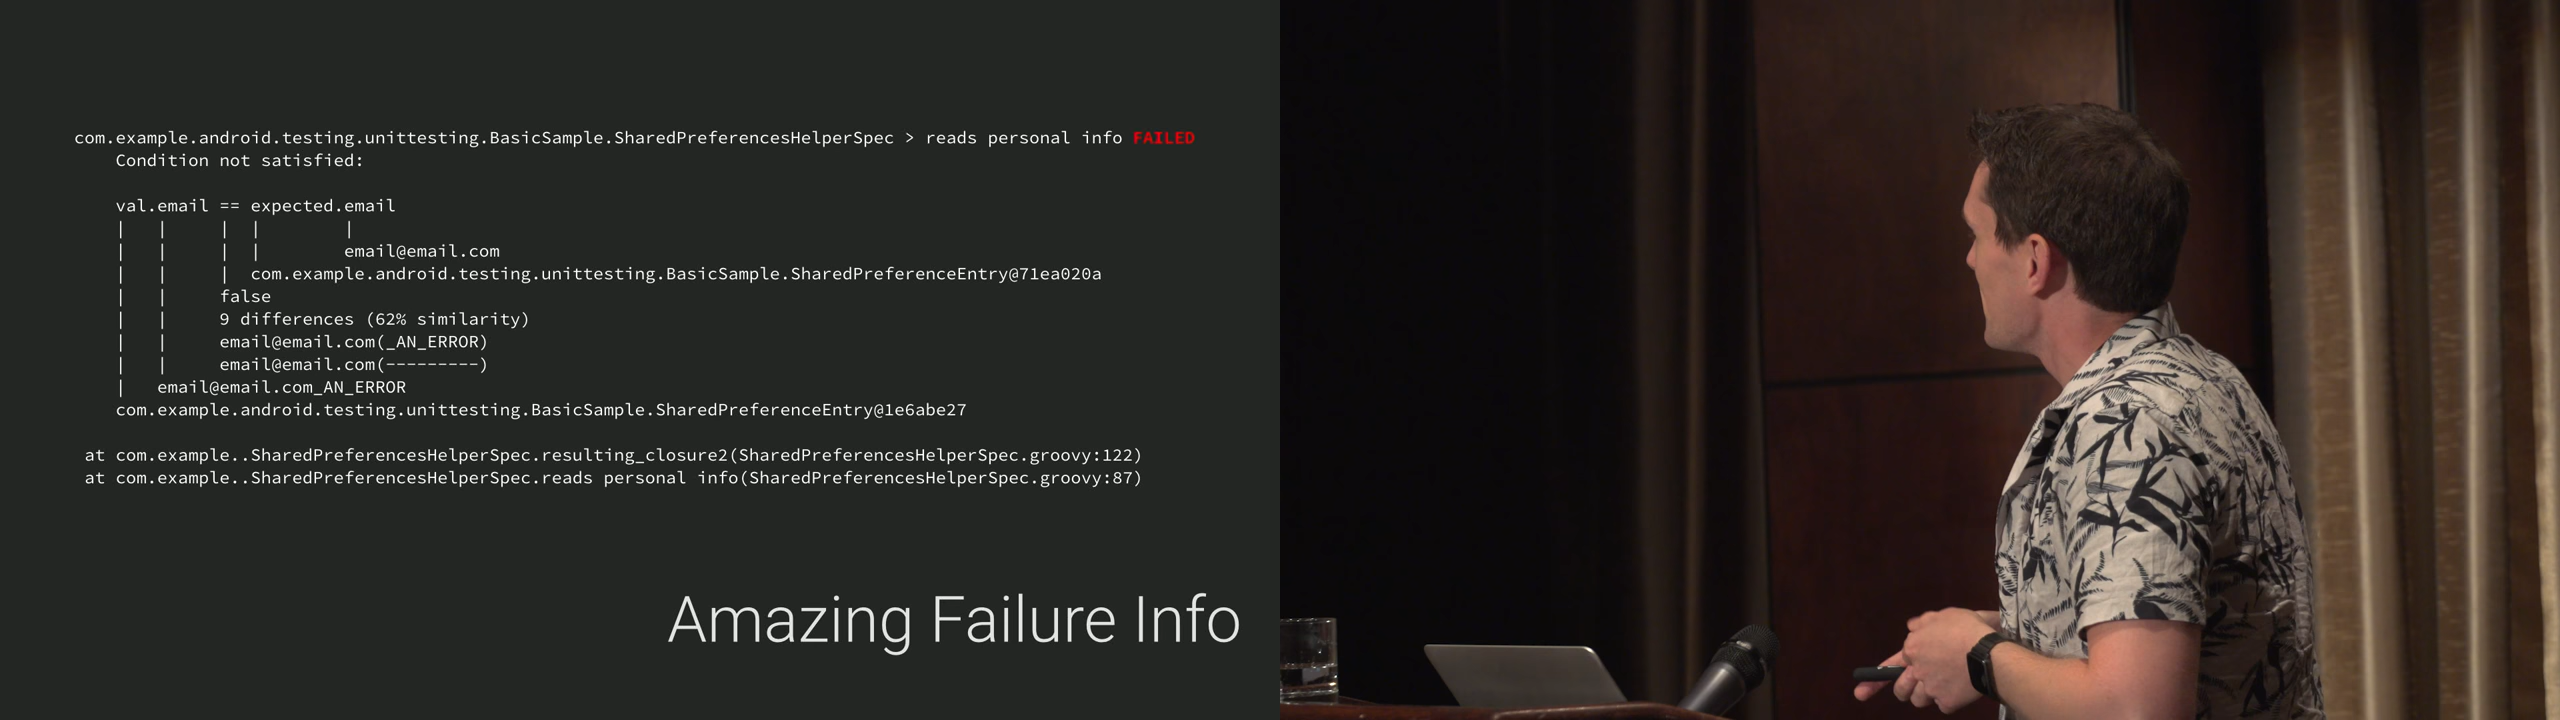 com.example.android.testing.unittesting.BasicSample.SharedPreferencesHelperSpec > reads personal info FAILED
    Condition not satisfied:

    val.email == expected.email
    |   |     |  |        |
    |   |     |  |        email@email.com
    |   |     |  com.example.android.testing.unittesting.BasicSample.SharedPreferenceEntry@71ea020a
    |   |     false
    |   |     9 differences (62% similarity)
    |   |     email@email.com(_AN_ERROR)
    |   |     email@email.com(---------)
    |   email@email.com_AN_ERROR
    com.example.android.testing.unittesting.BasicSample.SharedPreferenceEntry@1e6abe27

 at com.example..SharedPreferencesHelperSpec.resulting_closure2(SharedPreferencesHelperSpec.groovy:122)
 at com.example..SharedPreferencesHelperSpec.reads personal info(SharedPreferencesHelperSpec.groovy:87)
Amazing Failure Info